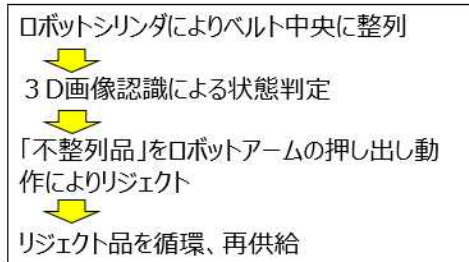 ロボットシリンダによりベルト中央に整列
３D画像認識による状態判定
「不整列品」をロボットアームの押し出し動
作によりリジェクト
リジェクト品を循環、再供給